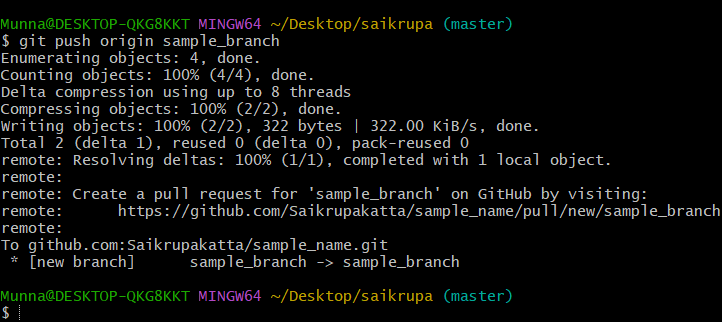 Munna@DESKTOP-QKG8KKT MINGW64 ~/Desktop/saikrupa (master)
$ git push origin sample_branch
Enumerating objects: 4, done.
Counting objects: 100% (4/4), done.
Delta compression using up to 8 threads
Compressing objects: 100% (2/2), done.
Writing objects: 100% (2/2), 322 bytes | 322.00 KiB/s, done.
Total 2 (delta 1), reused 0 (delta 0), pack-reused 0
remote: Resolving deltas: 100% (1/1), completed with 1 local object.
remote:
remote: Create a pull request for 'sample_branch' on GitHub by visiting:
remote:      https://github.com/Saikrupakatta/sample_name/pull/new/sample_branch
remote:
To github.com:Saikrupakatta/sample_name.git
 * [new branch]      sample_branch -> sample_branch
Munna@DESKTOP-QKG8KKT MINGW64 ~/Desktop/saikrupa (master)
$